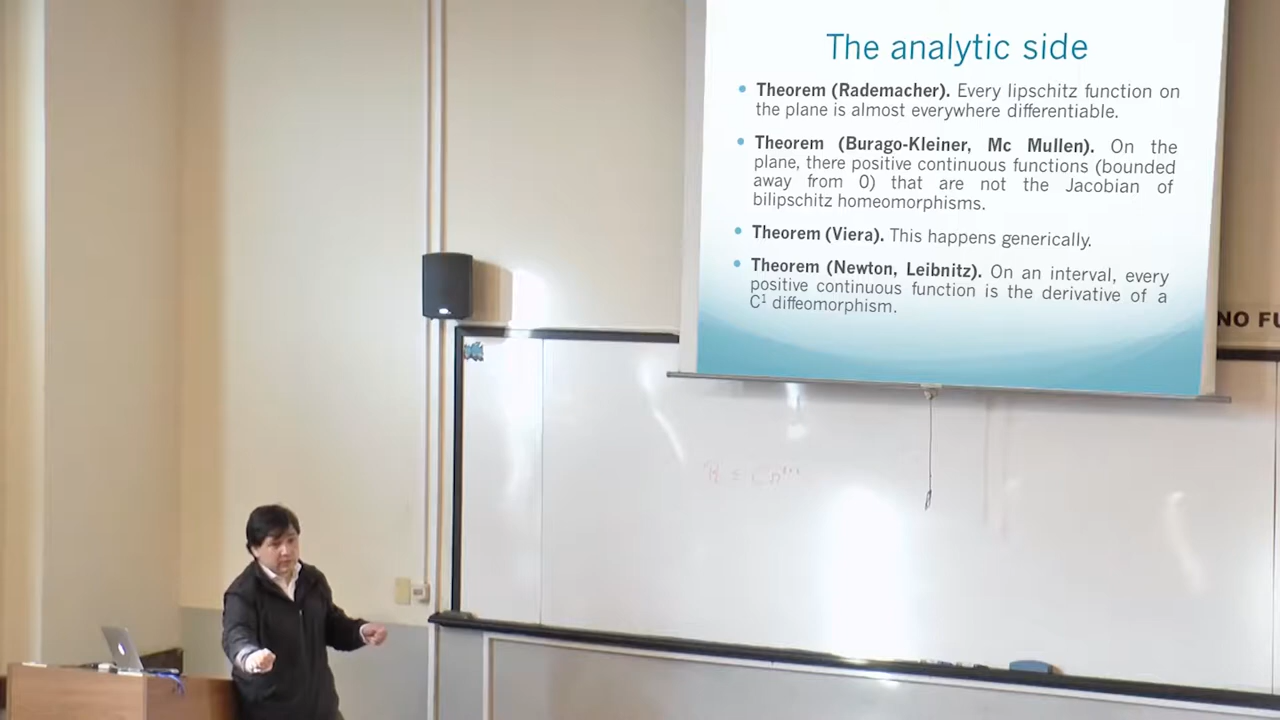 The analytic side
• Theorem (Rademacher). Every lipschitz function on
the plane is almost everywhere differentiable.
• Theorem (Burago-Kleiner, Mc Mullen). On the
plane, there positive continuous functions (bounded
away from 0) that are not the Jacobian of
bilipschitz homeomorphisms.
• Theorem (Viera). This happens generically.
• Theorem (Newton, Leibnitz). On an interval, every
positive continuous function is the derivative of a
C¹ diffeomorphism.
NO